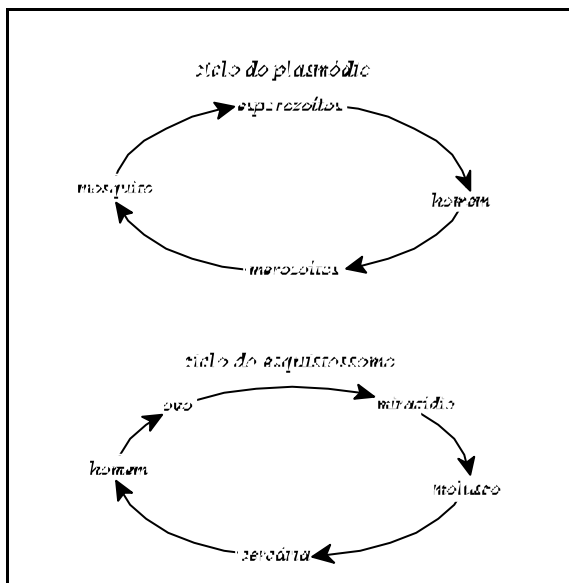 ciclo do plasmódio
esporozoítos
mosquito
homem
merozoítos
ciclo do esquistossomo
ovo
miracídio
homem
molusco
cercária